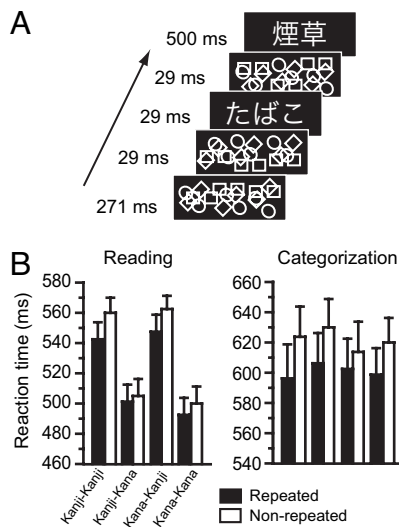 A
500 ms
煙草
29 ms
29 ms
たばこ
29 ms
271 ms
B
Reading
Categorization
Reaction time (ms)
580
560
540
520
500
480
460
660
640
620
600
580
560
540
Kanji-Kanji
Kanji-Kana
Kana-Kanji
Kana-Kana
Repeated
Non-repeated